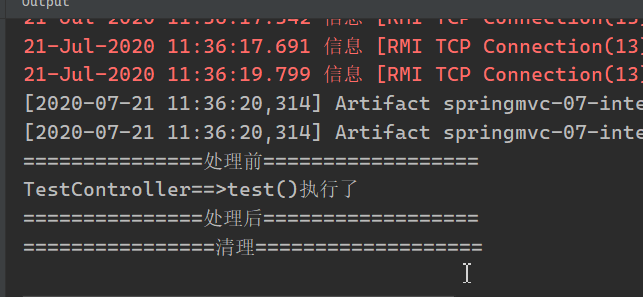 Output
21-Jul-2020 11:36:17.542 信息 [RMI TCP Connection(13)
21-Jul-2020 11:36:17.691 信息 [RMI TCP Connection(13)
21-Jul-2020 11:36:19.799 信息 [RMI TCP Connection(13)
[2020-07-21 11:36:20,314] Artifact springmvc-07-inte
[2020-07-21 11:36:20,314] Artifact springmvc-07-inte
===============处理前==================
TestController==>test()执行了
===============处理后==================
================清理===================